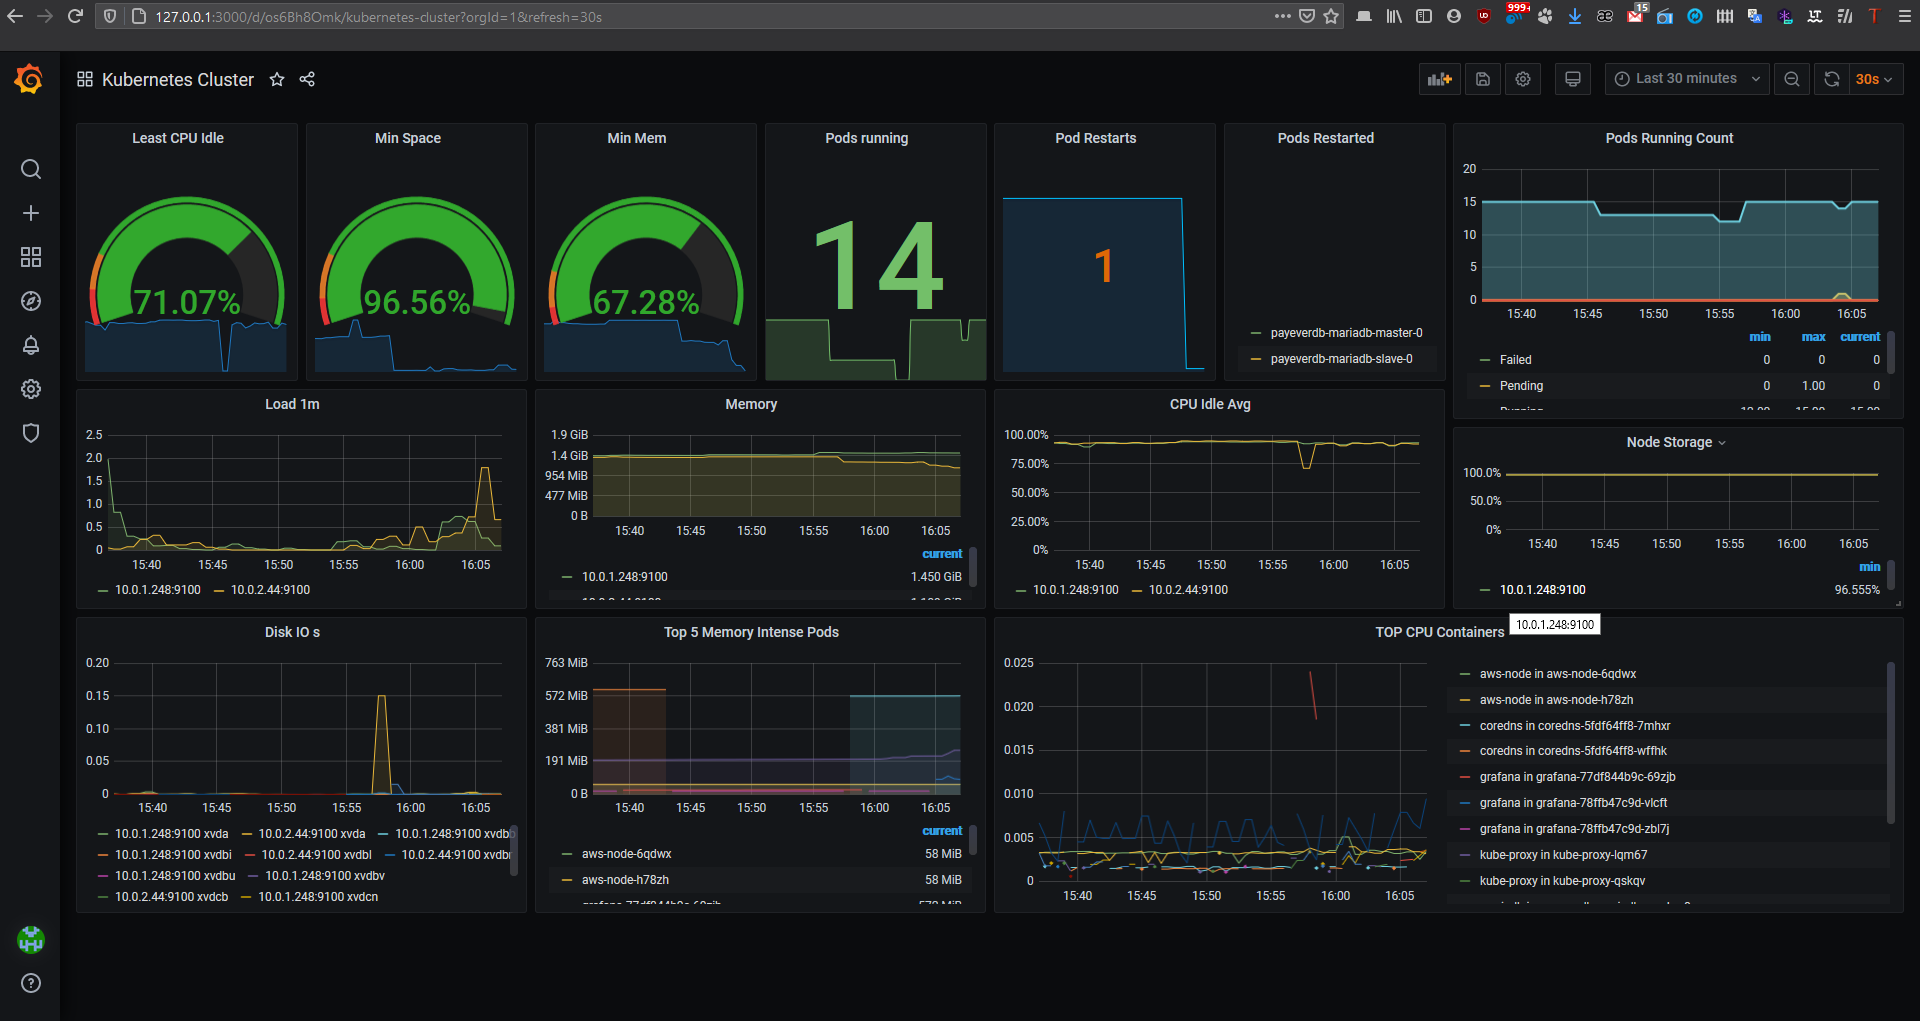 127.0.0.1:3000/d/os6Bh8Omk/kubernetes-cluster?orgId=1&refresh=30s
999+
15
Kubernetes Cluster
Last 30 minutes
30s
Least CPU Idle
71.07%
Min Space
96.56%
Min Mem
67.28%
Pods running
14
Pod Restarts
1
Pods Restarted
payeverdb-mariadb-master-0
payeverdb-mariadb-slave-0
Pods Running Count
20
15
10
5
0
15:40 15:45 15:50 15:55 16:00 16:05
min max current
Failed 0 0 0
Pending 0 1.00 0
Load 1m
2.5
2.0
1.5
1.0
0.5
0
15:40 15:45 15:50 15:55 16:00 16:05
10.0.1.248:9100 10.0.2.44:9100
Memory
1.9 GiB
1.4 GiB
954 MiB
477 MiB
0 B
15:40 15:45 15:50 15:55 16:00 16:05
current
10.0.1.248:9100 1.450 GiB
CPU Idle Avg
100.00%
75.00%
50.00%
25.00%
0%
15:40 15:45 15:50 15:55 16:00 16:05
10.0.1.248:9100 10.0.2.44:9100
Node Storage
100.0%
50.0%
0%
15:40 15:45 15:50 15:55 16:00 16:05
min
10.0.1.248:9100 96.555%
10.0.1.248:9100
Disk IO s
0.20
0.15
0.10
0.05
0
15:40 15:45 15:50 15:55 16:00 16:05
10.0.1.248:9100 xvda 10.0.2.44:9100 xvda 10.0.1.248:9100
10.0.1.248:9100 xvdbi 10.0.2.44:9100 xvdbl 10.0.2.44:9100
10.0.1.248:9100 xvdbu 10.0.1.248:9100 xvdbv
10.0.2.44:9100 xvdcb 10.0.1.248:9100 xvdcn
Top 5 Memory Intense Pods
763 MiB
572 MiB
381 MiB
191 MiB
0 B
15:40 15:45 15:50 15:55 16:00 16:05
current
aws-node-6qdwx 58 MiB
aws-node-h78zh 58 MiB
TOP CPU Containers
0.025
0.020
0.015
0.010
0.005
0
15:40 15:45 15:50 15:55 16:00 16:05
aws-node in aws-node-6qdwx
aws-node in aws-node-h78zh
coredns in coredns-5fdf64ff8-7mhxr
coredns in coredns-5fdf64ff8-wffhk
grafana in grafana-77df844b9c-69zjb
grafana in grafana-78ffb47c9d-vlcft
grafana in grafana-78ffb47c9d-zbl7j
kube-proxy in kube-proxy-lqm67
kube-proxy in kube-proxy-qskqv